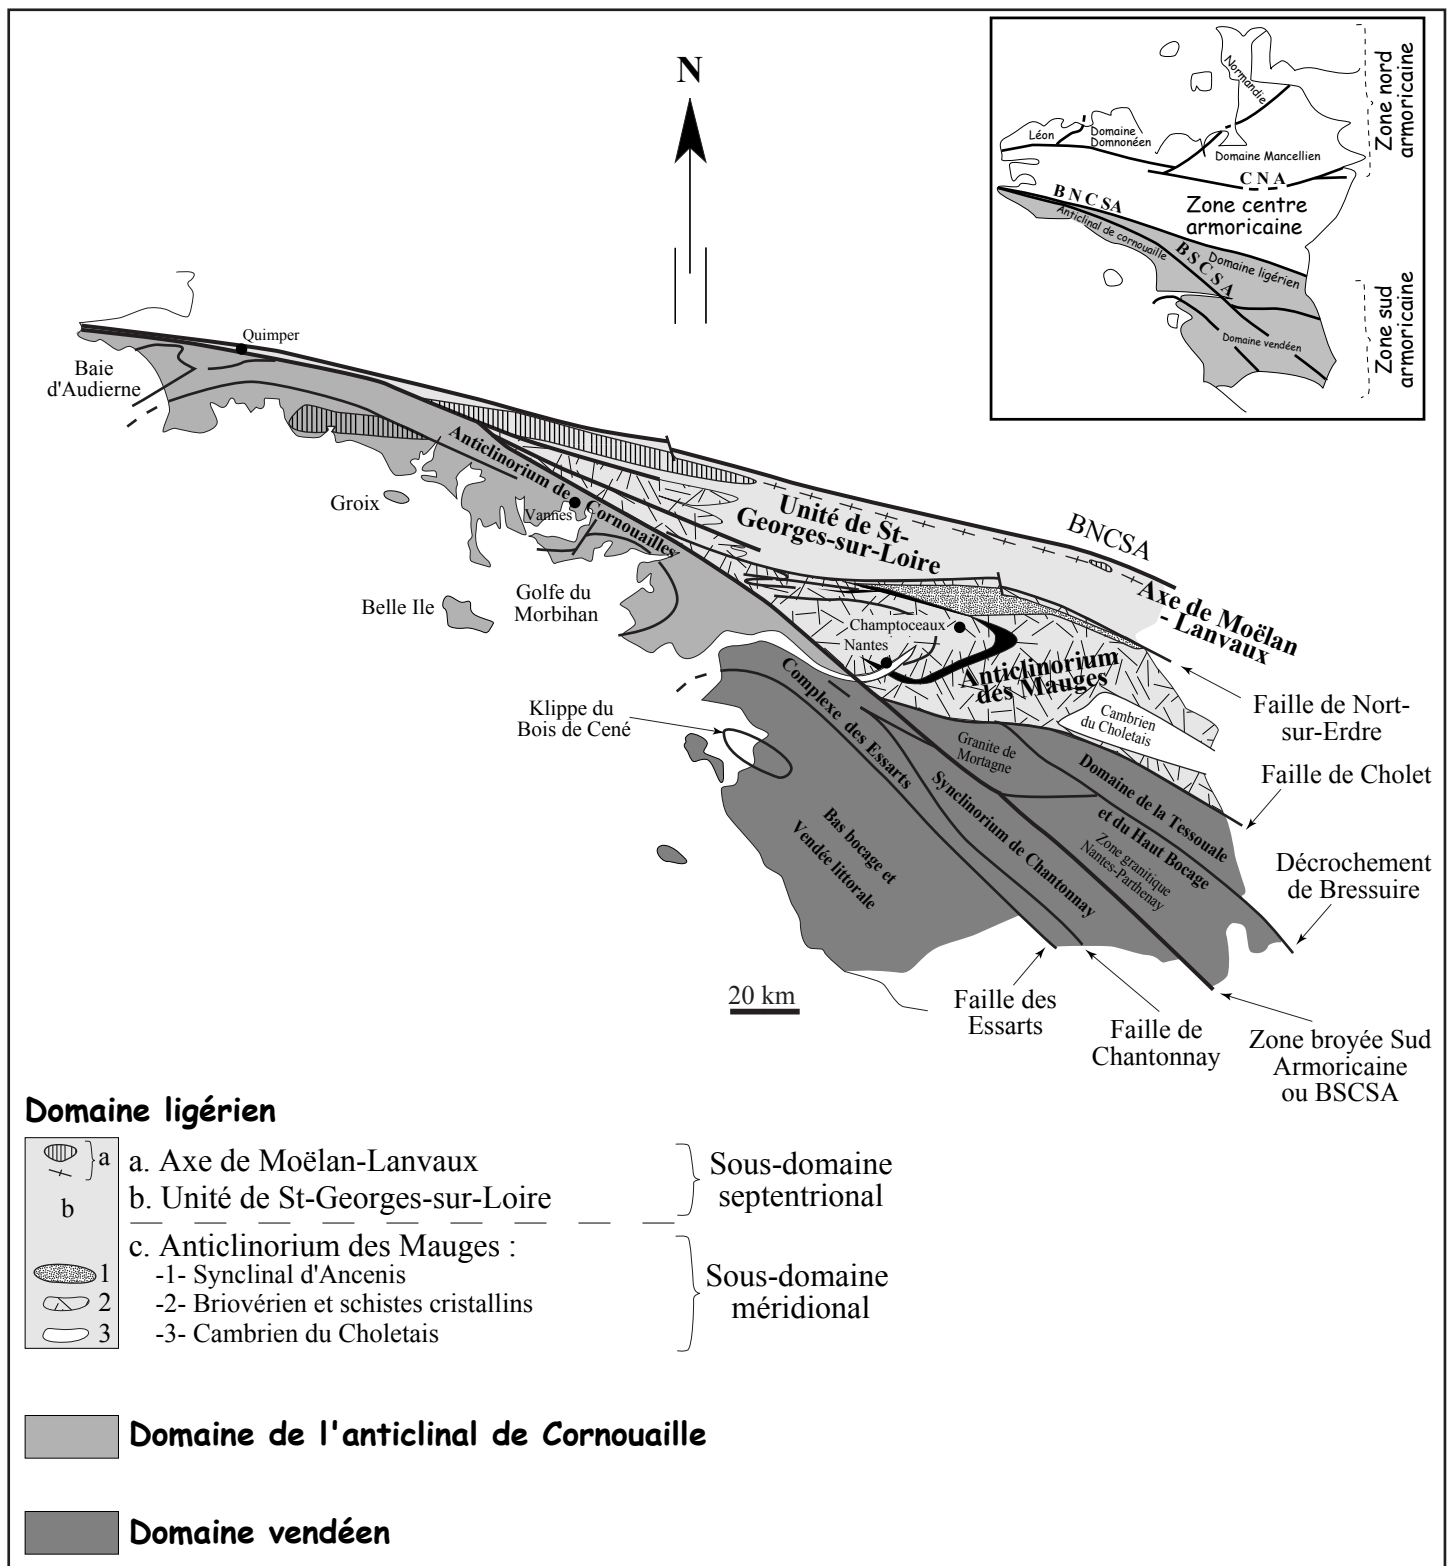 N
Normandie
Léon
Domaine
Domnonéen
Domaine Mancellien
C N A
B N C SA
Zone centre
armoricaine
Anticlinal de cornouaille
B S C S A
Domaine ligérien
Domaine vendéen
Zone nord
armoricaine
Zone sud
armoricaine
Quimper
Baie
d'Audierne
Groix
Vannes
Anticlinorium de Cornouailles
Belle Ile
Golfe du
Morbihan
Unité de St-
Georges-sur-Loire
BNCSA
Axe de Moëlan
- Lanvaux
Champtoceaux
Nantes
Anticlinorium
des Mauges
Cambrien
du Choletais
Faille de Nort-
sur-Erdre
Faille de Cholet
Klippe du
Bois de Cené
Complexe des Essarts
Granite de
Mortagne
Synclinorium de Chantonnay
Domaine de la Tessouale
et du Haut Bocage
Zone granitique
Nantes-Parthenay
Bas bocage et
Vendée littorale
Décrochement
de Bressuire
20 km
Faille des
Essarts
Faille de
Chantonnay
Zone broyée Sud
Armoricaine
ou BSCSA
Domaine ligérien
a
a. Axe de Moëlan-Lanvaux
b
b. Unité de St-Georges-sur-Loire
Sous-domaine
septentrional
c. Anticlinorium des Mauges :
1 -1- Synclinal d'Ancenis
2 -2- Briovérien et schistes cristallins
3 -3- Cambrien du Choletais
Sous-domaine
méridional
Domaine de l'anticlinal de Cornouaille
Domaine vendéen